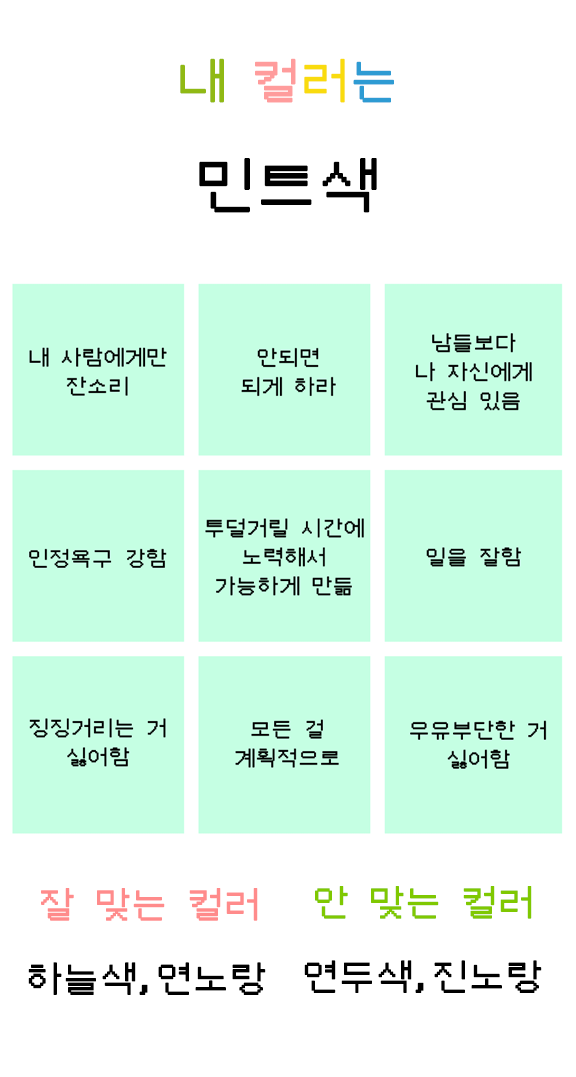 내 컬러는
민트색
내 사람에게만
잔소리
안되면
되게 하라
남들보다
나 자신에게
관심 있음
인정욕구 강함
투덜거릴 시간에
노력해서
가능하게 만듦
일을 잘함
징징거리는 거
싫어함
모든 걸
계획적으로
우유부단한 거
싫어함
잘 맞는 컬러
하늘색, 연노랑
안 맞는 컬러
연두색, 진노랑